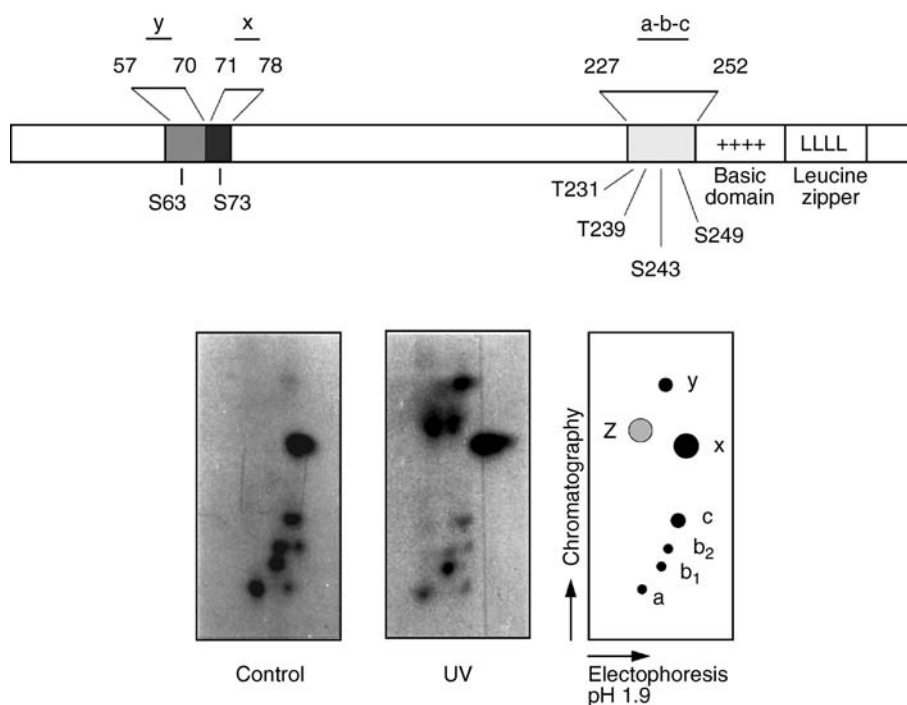 y x a-b-c
57 70 71 78 227 252
++++ LLLL
S63 S73 T231 Basic domain Leucine zipper
T239 S249
S243
y
Z x
c
b2
b1
a
Chromatography
Control UV Electophoresis
pH 1.9